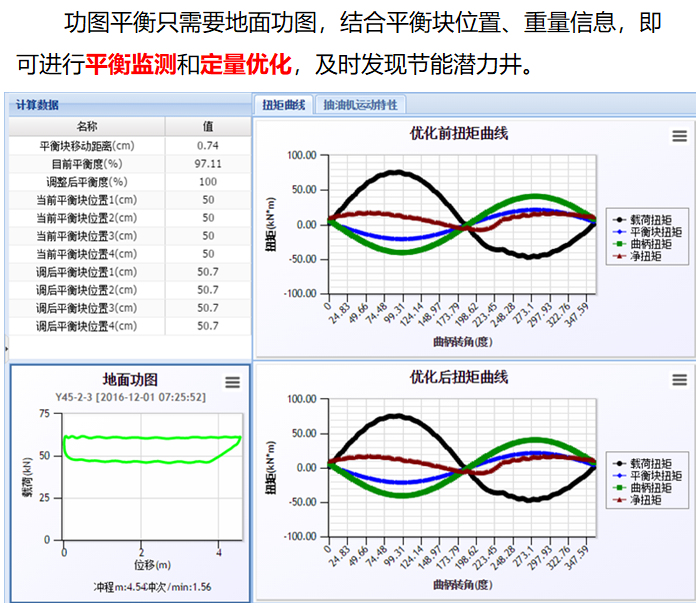 功图平衡只需要地面功图，结合平衡块位置、重量信息，即
可进行平衡监测和定量优化，及时发现节能潜力井。
计算数据
名称 值
平衡块移动距离(cm) 0.74
目前平衡度(%) 97.11
调整后平衡度(%) 100
当前平衡块位置1(cm) 50
当前平衡块位置2(cm) 50
当前平衡块位置3(cm) 50
当前平衡块位置4(cm) 50
调后平衡块位置1(cm) 50.7
调后平衡块位置2(cm) 50.7
调后平衡块位置3(cm) 50.7
调后平衡块位置4(cm) 50.7
扭矩曲线 抽油机运动特性
优化前扭矩曲线
扭矩(kN*m)
100.00
50.00
0.00
-50.00
-100.00
0 24.83 49.66 74.48 99.31 124.14 148.97 173.79 198.62 223.45 248.28 273.1 297.93 322.76 347.59
曲柄转角(度)
载荷扭矩
平衡块扭矩
曲柄扭矩
净扭矩
地面功图
Y45-2-3 [2016-12-01 07:25:52]
载荷(kN)
75
50
25
0
0 2 4
位移(m)
冲程m:4.54冲次/min:1.56
优化后扭矩曲线
扭矩(kN*m)
100.00
50.00
0.00
-50.00
-100.00
0 24.83 49.66 74.48 99.31 124.14 148.97 173.79 198.62 223.45 248.28 273.1 297.93 322.76 347.59
曲柄转角(度)
载荷扭矩
平衡块扭矩
曲柄扭矩
净扭矩